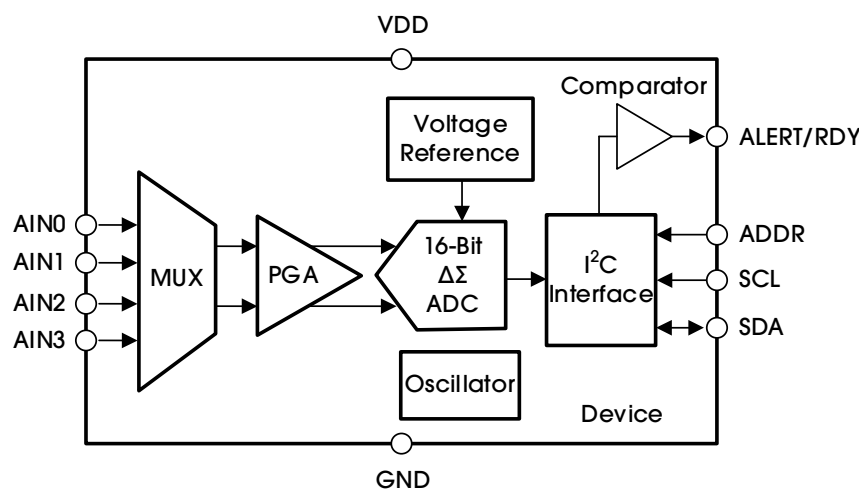 VDD
Comparator
Voltage
Reference
ALERT/RDY
AIN0
AIN1
AIN2
AIN3
MUX
PGA
16-Bit
ΔΣ
ADC
I²C
Interface
ADDR
SCL
SDA
Oscillator
Device
GND